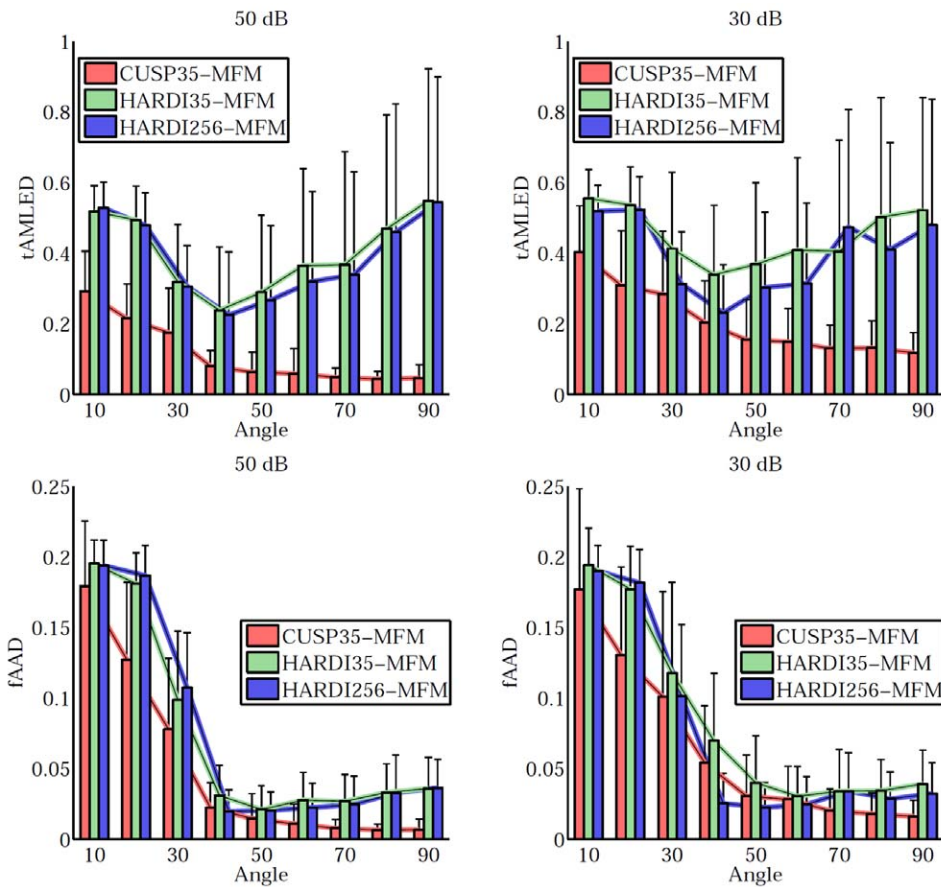 50 dB
1
0.8
0.6
0.4
0.2
0
tAMLED
CUSP35-MFM
HARDI35-MFM
HARDI256-MFM
10 30 50 70 90
Angle
30 dB
1
0.8
0.6
0.4
0.2
0
tAMLED
CUSP35-MFM
HARDI35-MFM
HARDI256-MFM
10 30 50 70 90
Angle
50 dB
0.25
0.2
0.15
0.1
0.05
0
fAAD
CUSP35-MFM
HARDI35-MFM
HARDI256-MFM
10 30 50 70 90
Angle
30 dB
0.25
0.2
0.15
0.1
0.05
0
fAAD
CUSP35-MFM
HARDI35-MFM
HARDI256-MFM
10 30 50 70 90
Angle